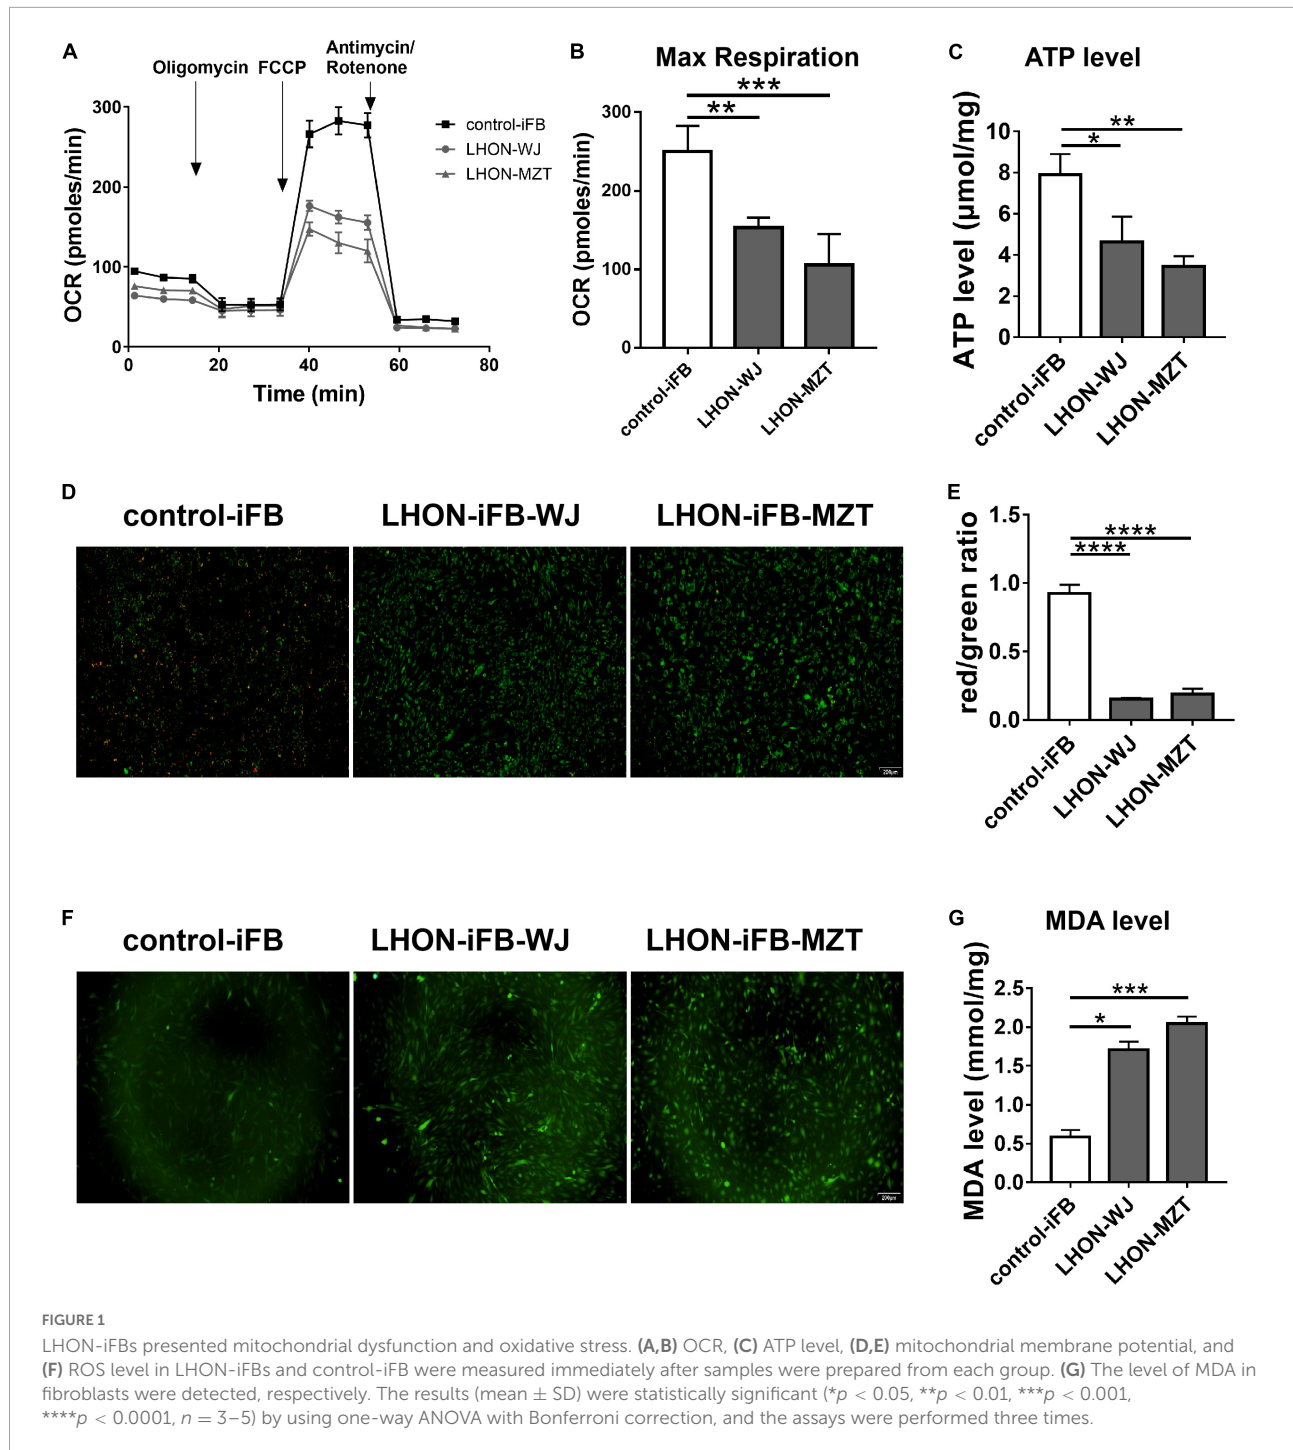 A
Oligomycin FCCP Antimycin/
Rotenone
300
200
100
0
OCR (pmoles/min)
0 20 40 60 80
Time (min)
control-iFB
LHON-WJ
LHON-MZT
B
Max Respiration
***
**
300
200
100
0
OCR (pmoles/min)
control-iFB
LHON-WJ
LHON-MZT
C
ATP level
**
*
10
8
6
4
2
0
ATP level (μmol/mg)
control-iFB
LHON-WJ
LHON-MZT
D
control-iFB LHON-iFB-WJ LHON-iFB-MZT
200μm
E
1.5
1.0
0.5
0.0
red/green ratio
****
****
control-iFB
LHON-WJ
LHON-MZT
F
control-iFB LHON-iFB-WJ LHON-iFB-MZT
200μm
G
MDA level
***
*
2.5
2.0
1.5
1.0
0.5
0.0
MDA level (mmol/mg)
control-iFB
LHON-WJ
LHON-MZT
FIGURE 1
LHON-iFBs presented mitochondrial dysfunction and oxidative stress. (A,B) OCR, (C) ATP level, (D,E) mitochondrial membrane potential, and
(F) ROS level in LHON-iFBs and control-iFB were measured immediately after samples were prepared from each group. (G) The level of MDA in
fibroblasts were detected, respectively. The results (mean ± SD) were statistically significant (*p < 0.05, **p < 0.01, ***p < 0.001,
****p < 0.0001, n = 3–5) by using one-way ANOVA with Bonferroni correction, and the assays were performed three times.